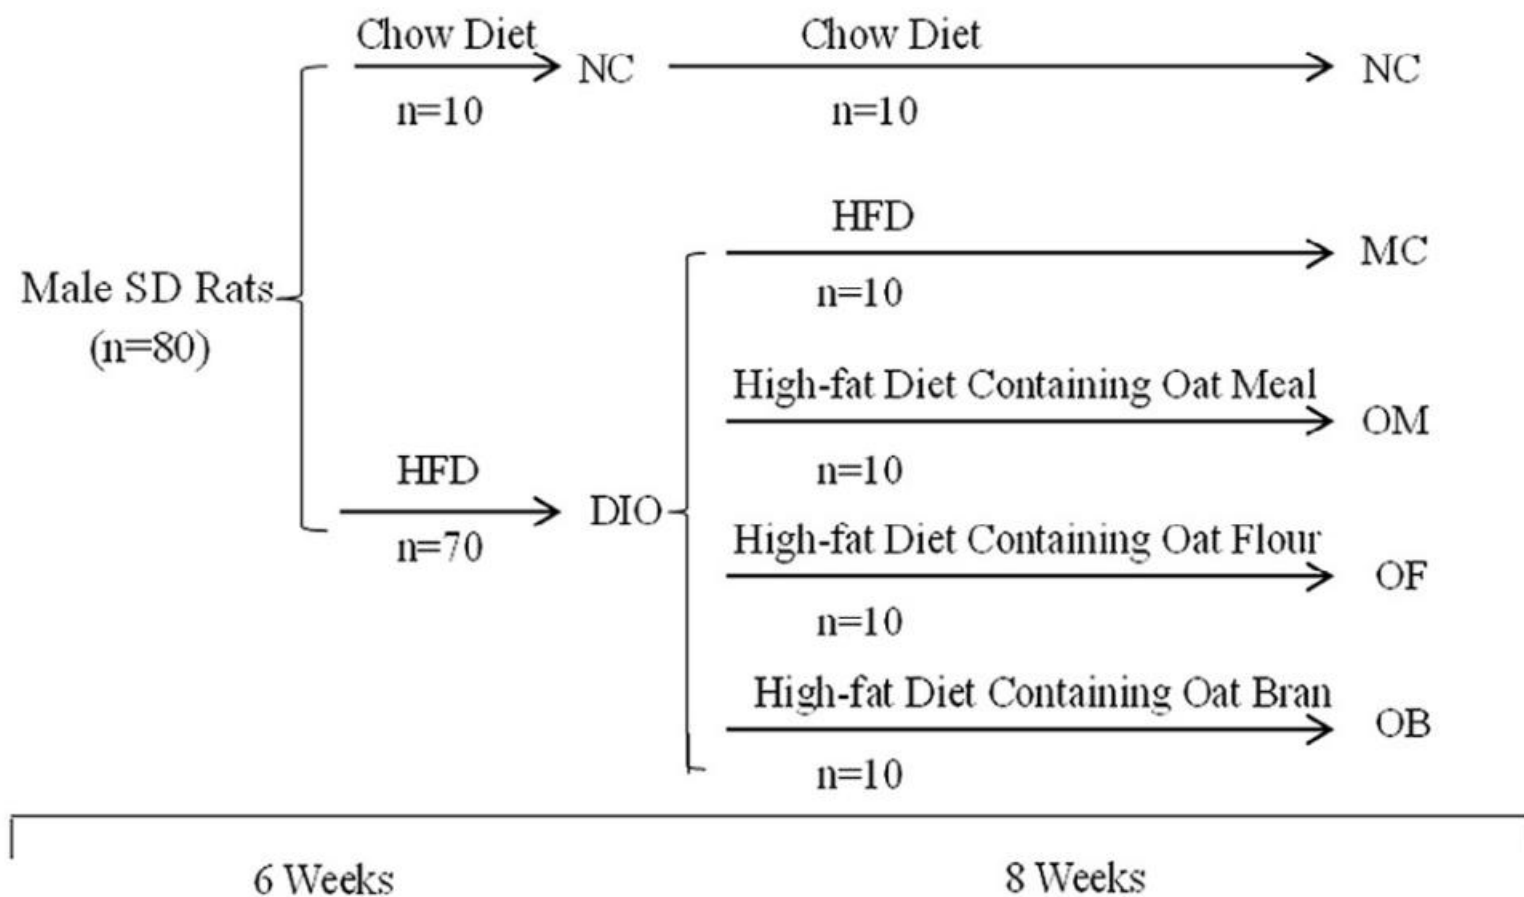 Chow Diet
NC
n=10
Chow Diet
NC
n=10
Male SD Rats
(n=80)
HFD
DIO
n=70
HFD
MC
n=10
High-fat Diet Containing Oat Meal
OM
n=10
High-fat Diet Containing Oat Flour
OF
n=10
High-fat Diet Containing Oat Bran
OB
n=10
6 Weeks
8 Weeks